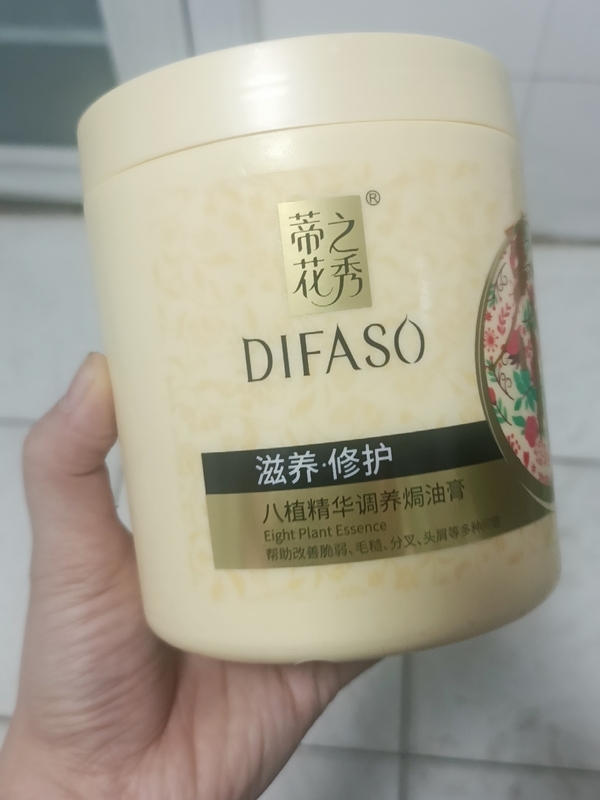 蒂之
花秀
®
DIFASO
滋养·修护
八植精华调养焗油膏
Eight Plant Essence
帮助改善脆弱、毛糙、分叉、头屑等多种